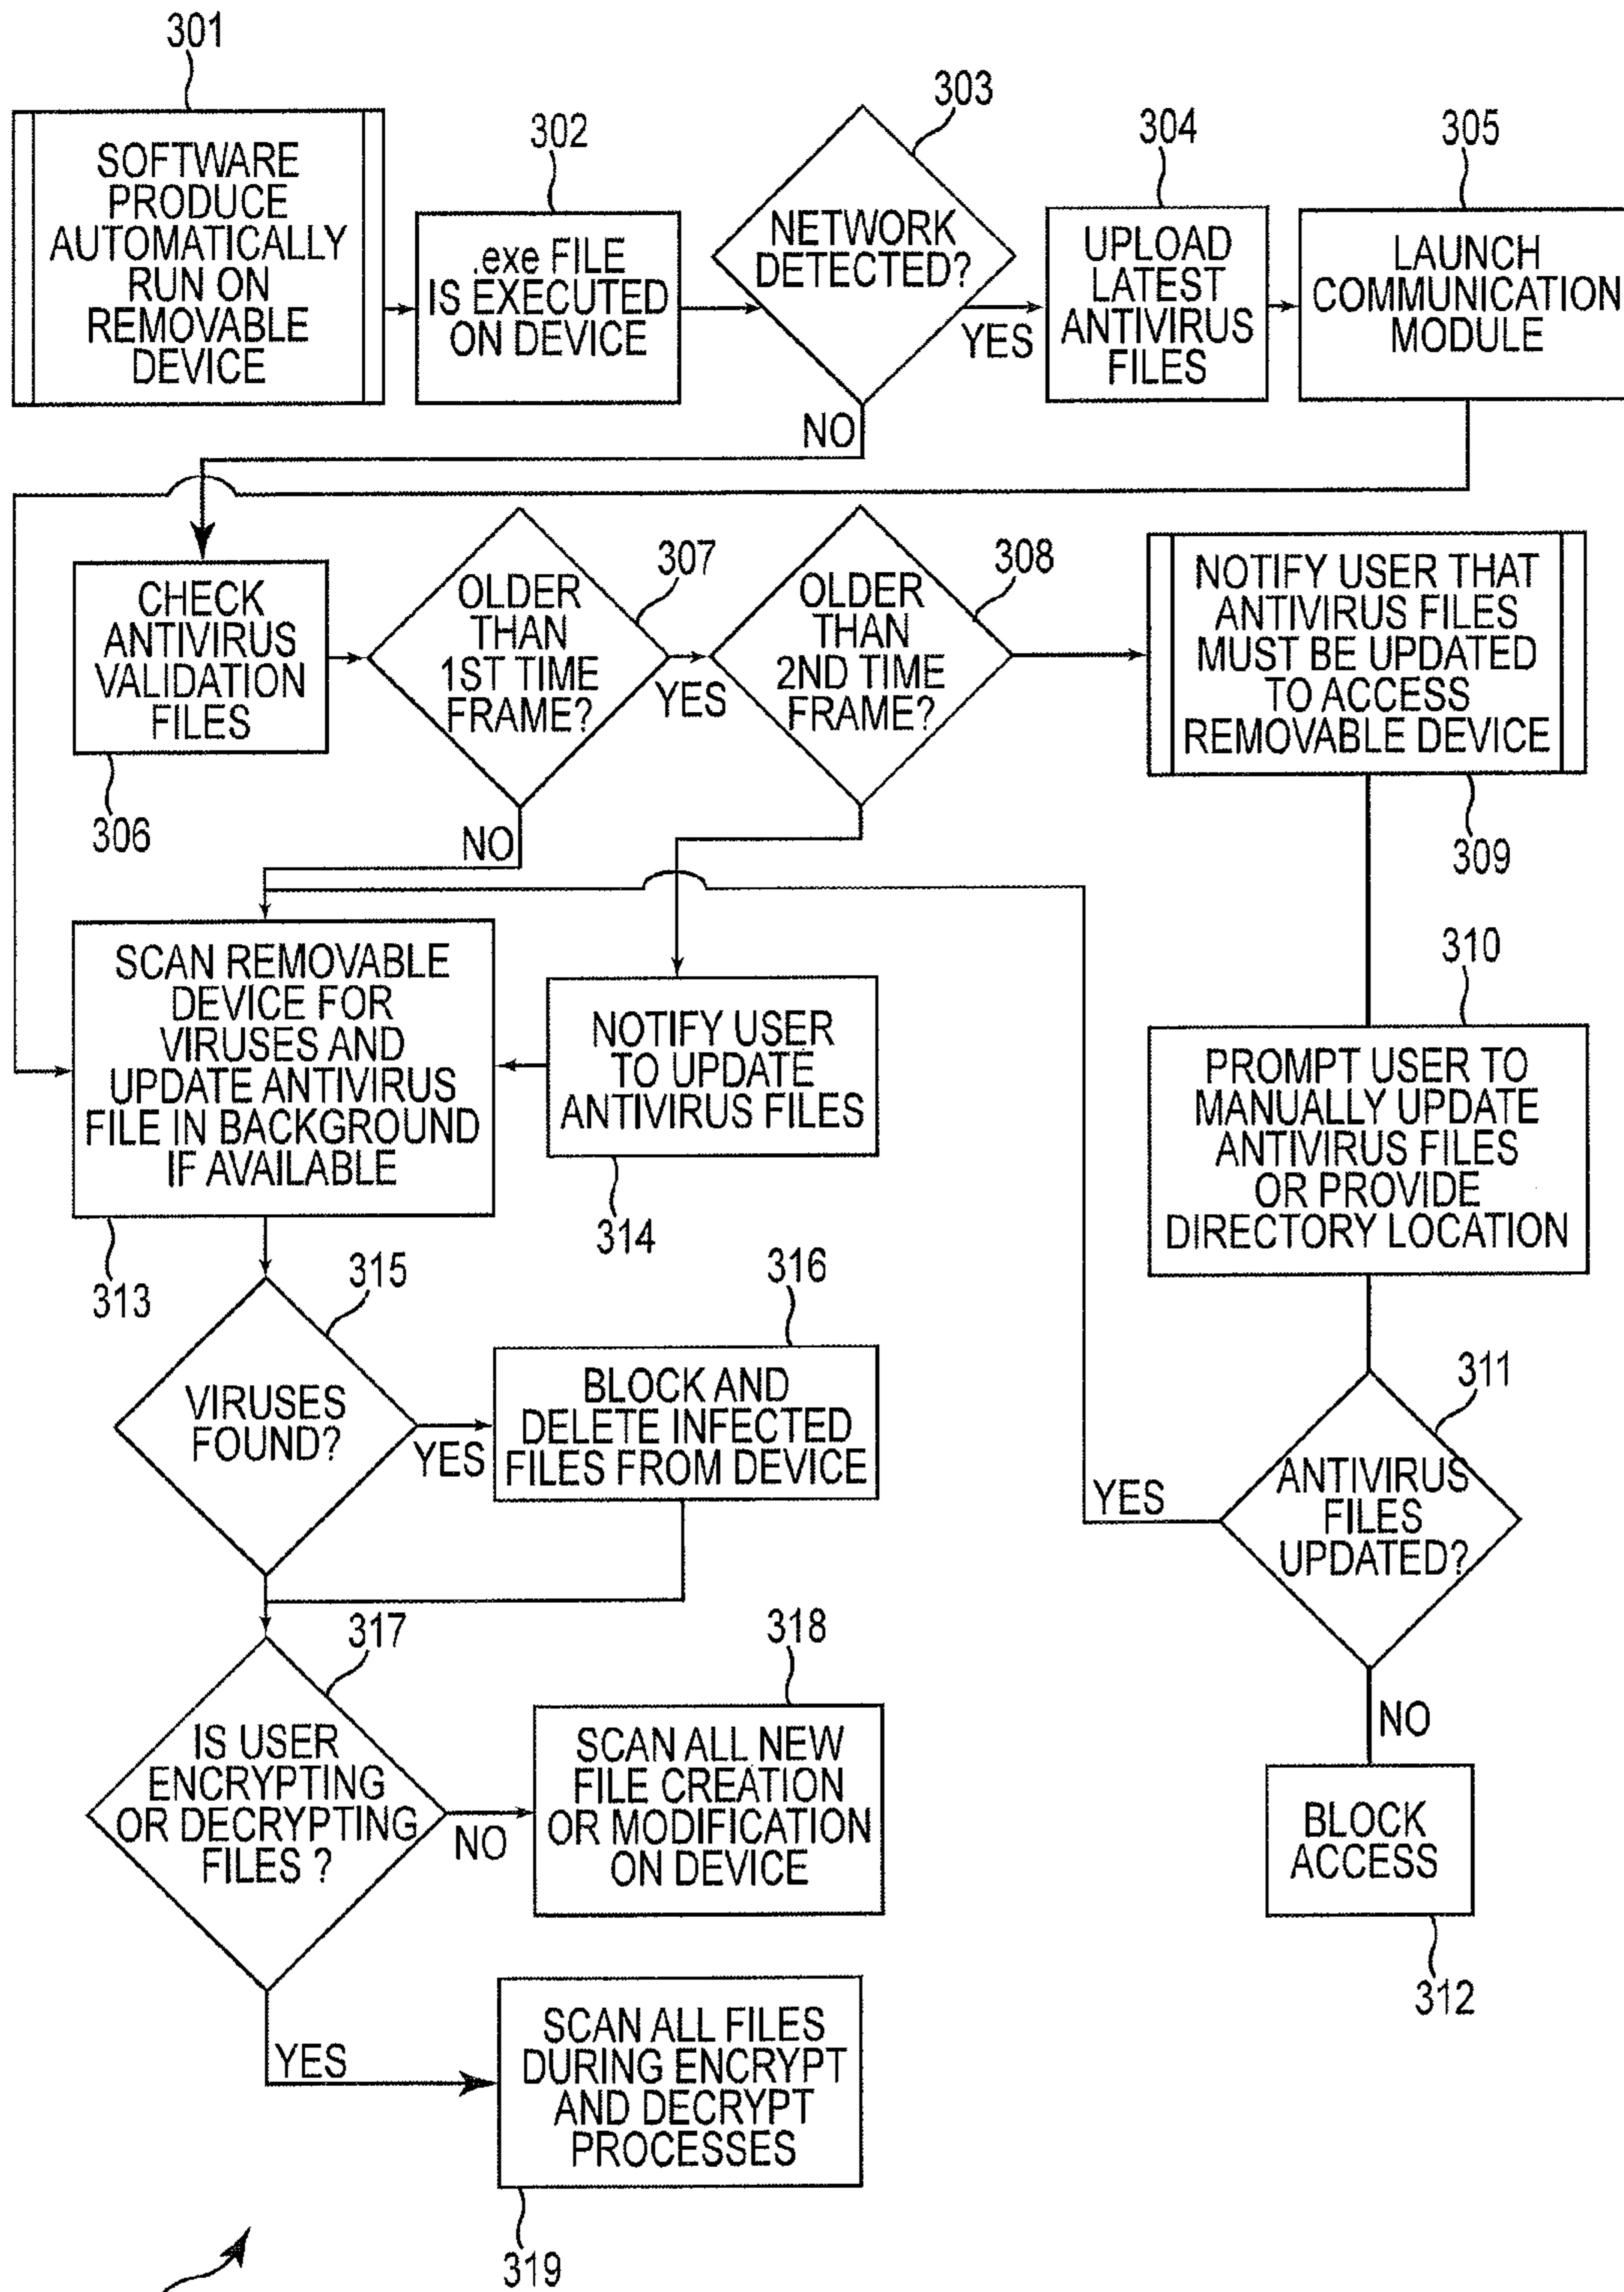 301
SOFTWARE
PRODUCE
AUTOMATICALLY
RUN ON
REMOVABLE
DEVICE
302
.exe FILE
IS EXECUTED
ON DEVICE
303
NETWORK
DETECTED?
YES
NO
304
UPLOAD
LATEST
ANTIVIRUS
FILES
305
LAUNCH
COMMUNICATION
MODULE
CHECK
ANTIVIRUS
VALIDATION
FILES
306
307
OLDER
THAN
1ST TIME
FRAME?
YES
NO
308
OLDER
THAN
2ND TIME
FRAME?
NOTIFY USER THAT
ANTIVIRUS FILES
MUST BE UPDATED
TO ACCESS
REMOVABLE DEVICE
309
310
PROMPT USER TO
MANUALLY UPDATE
ANTIVIRUS FILES
OR PROVIDE
DIRECTORY LOCATION
311
ANTIVIRUS
FILES
UPDATED?
YES
NO
BLOCK
ACCESS
312
SCAN REMOVABLE
DEVICE FOR
VIRUSES AND
UPDATE ANTIVIRUS
FILE IN BACKGROUND
IF AVAILABLE
313
NOTIFY USER
TO UPDATE
ANTIVIRUS FILES
314
315
VIRUSES
FOUND?
YES
316
BLOCK AND
DELETE INFECTED
FILES FROM DEVICE
317
IS USER
ENCRYPTING
OR DECRYPTING
FILES ?
NO
YES
318
SCAN ALL NEW
FILE CREATION
OR MODIFICATION
ON DEVICE
SCAN ALL FILES
DURING ENCRYPT
AND DECRYPT
PROCESSES
319